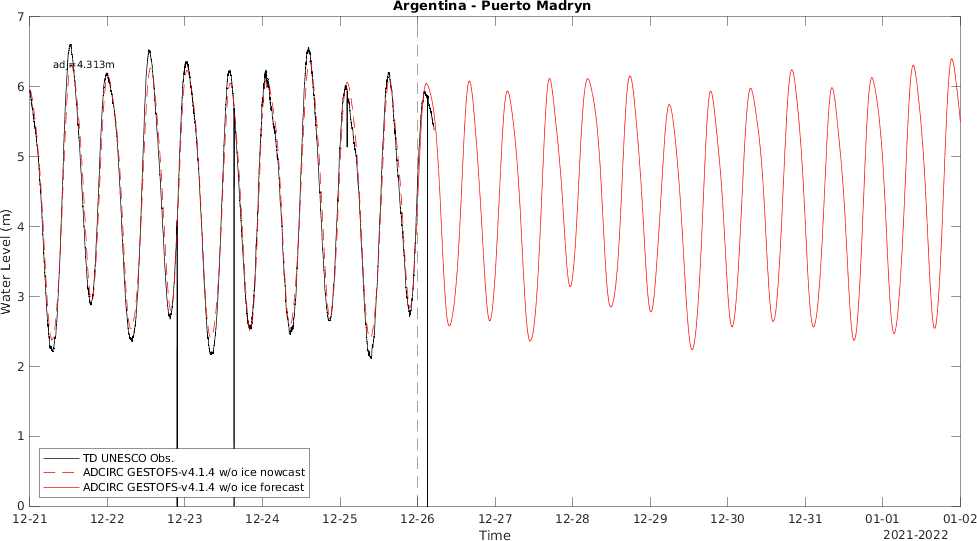 Argentina - Puerto Madryn
7
6
5
4
3
2
1
0
Water Level (m)
adj=4.313m
TD UNESCO Obs.
ADCIRC GESTOFS-v4.1.4 w/o ice nowcast
ADCIRC GESTOFS-v4.1.4 w/o ice forecast
12-21 12-22 12-23 12-24 12-25 12-26 12-27 12-28 12-29 12-30 12-31 01-01 01-02
Time
2021-2022